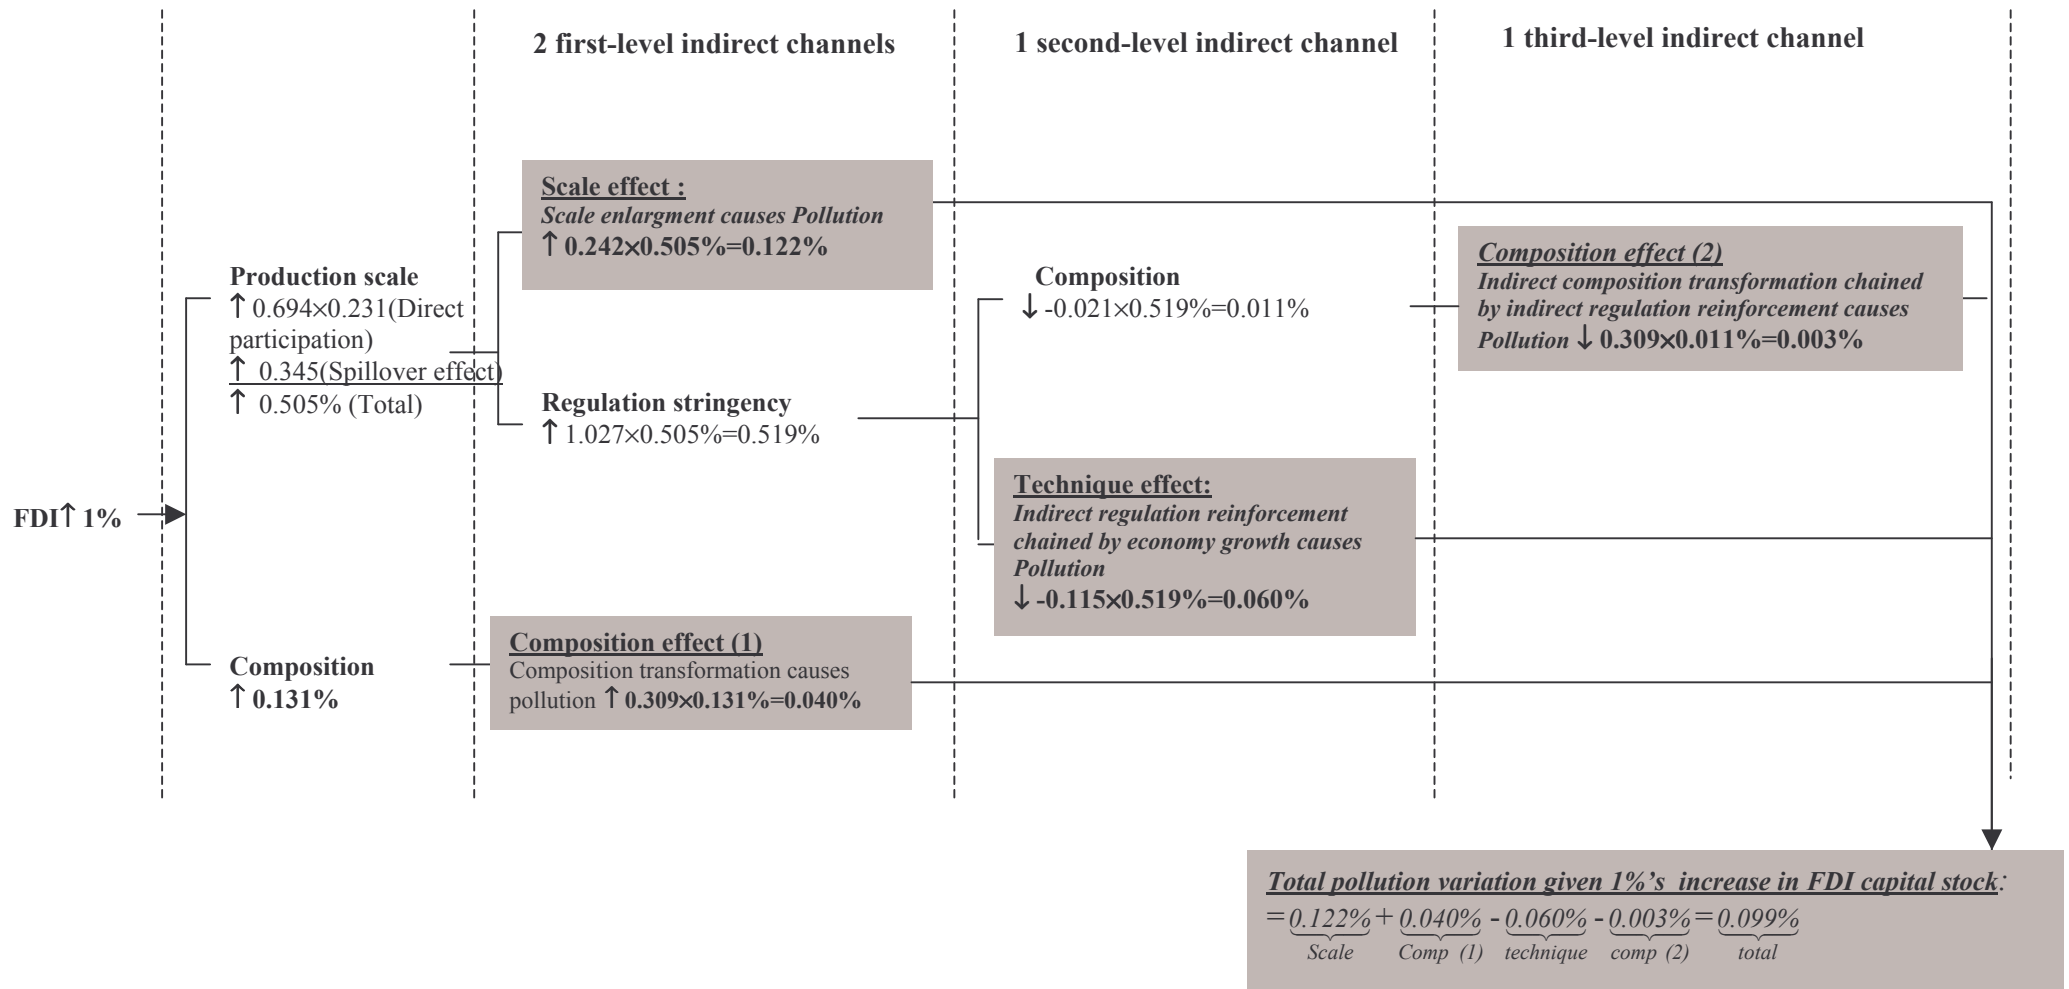 2 first-level indirect channels
1 second-level indirect channel
1 third-level indirect channel
FDI↑ 1%
Production scale
↑ 0.694×0.231(Direct
participation)
↑ 0.345(Spillover effect)
↑ 0.505% (Total)
Composition
↑ 0.131%
Scale effect :
Scale enlargment causes Pollution
↑ 0.242×0.505%=0.122%
Regulation stringency
↑ 1.027×0.505%=0.519%
Composition effect (1)
Composition transformation causes
pollution ↑ 0.309×0.131%=0.040%
Composition
↓ -0.021×0.519%=0.011%
Technique effect:
Indirect regulation reinforcement
chained by economy growth causes
Pollution
↓ -0.115×0.519%=0.060%
Composition effect (2)
Indirect composition transformation chained
by indirect regulation reinforcement causes
Pollution ↓ 0.309×0.011%=0.003%
Total pollution variation given 1%'s increase in FDI capital stock:
= 0.122% + 0.040% - 0.060% - 0.003% = 0.099%
Scale Comp (1) technique comp (2) total